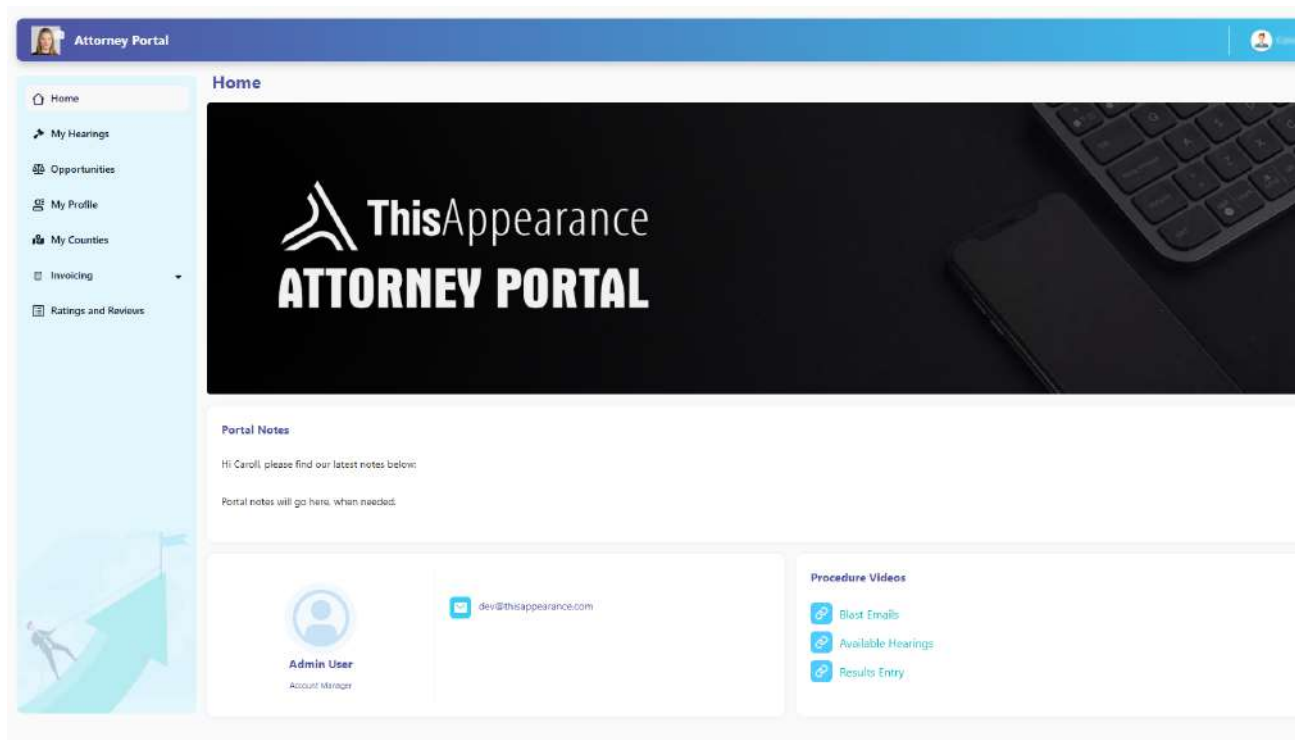 Attorney Portal
Home
Home
My Hearings
Opportunities
My Profile
My Counties
Invoicing
Ratings and Reviews
ThisAppearance
ATTORNEY PORTAL
Portal Notes
Hi Caroll, please find our latest notes below:
Portal notes will go here, when needed.
Admin User
Account Manager
dev@thisappearance.com
Procedure Videos
Blast Emails
Available Hearings
Results Entry